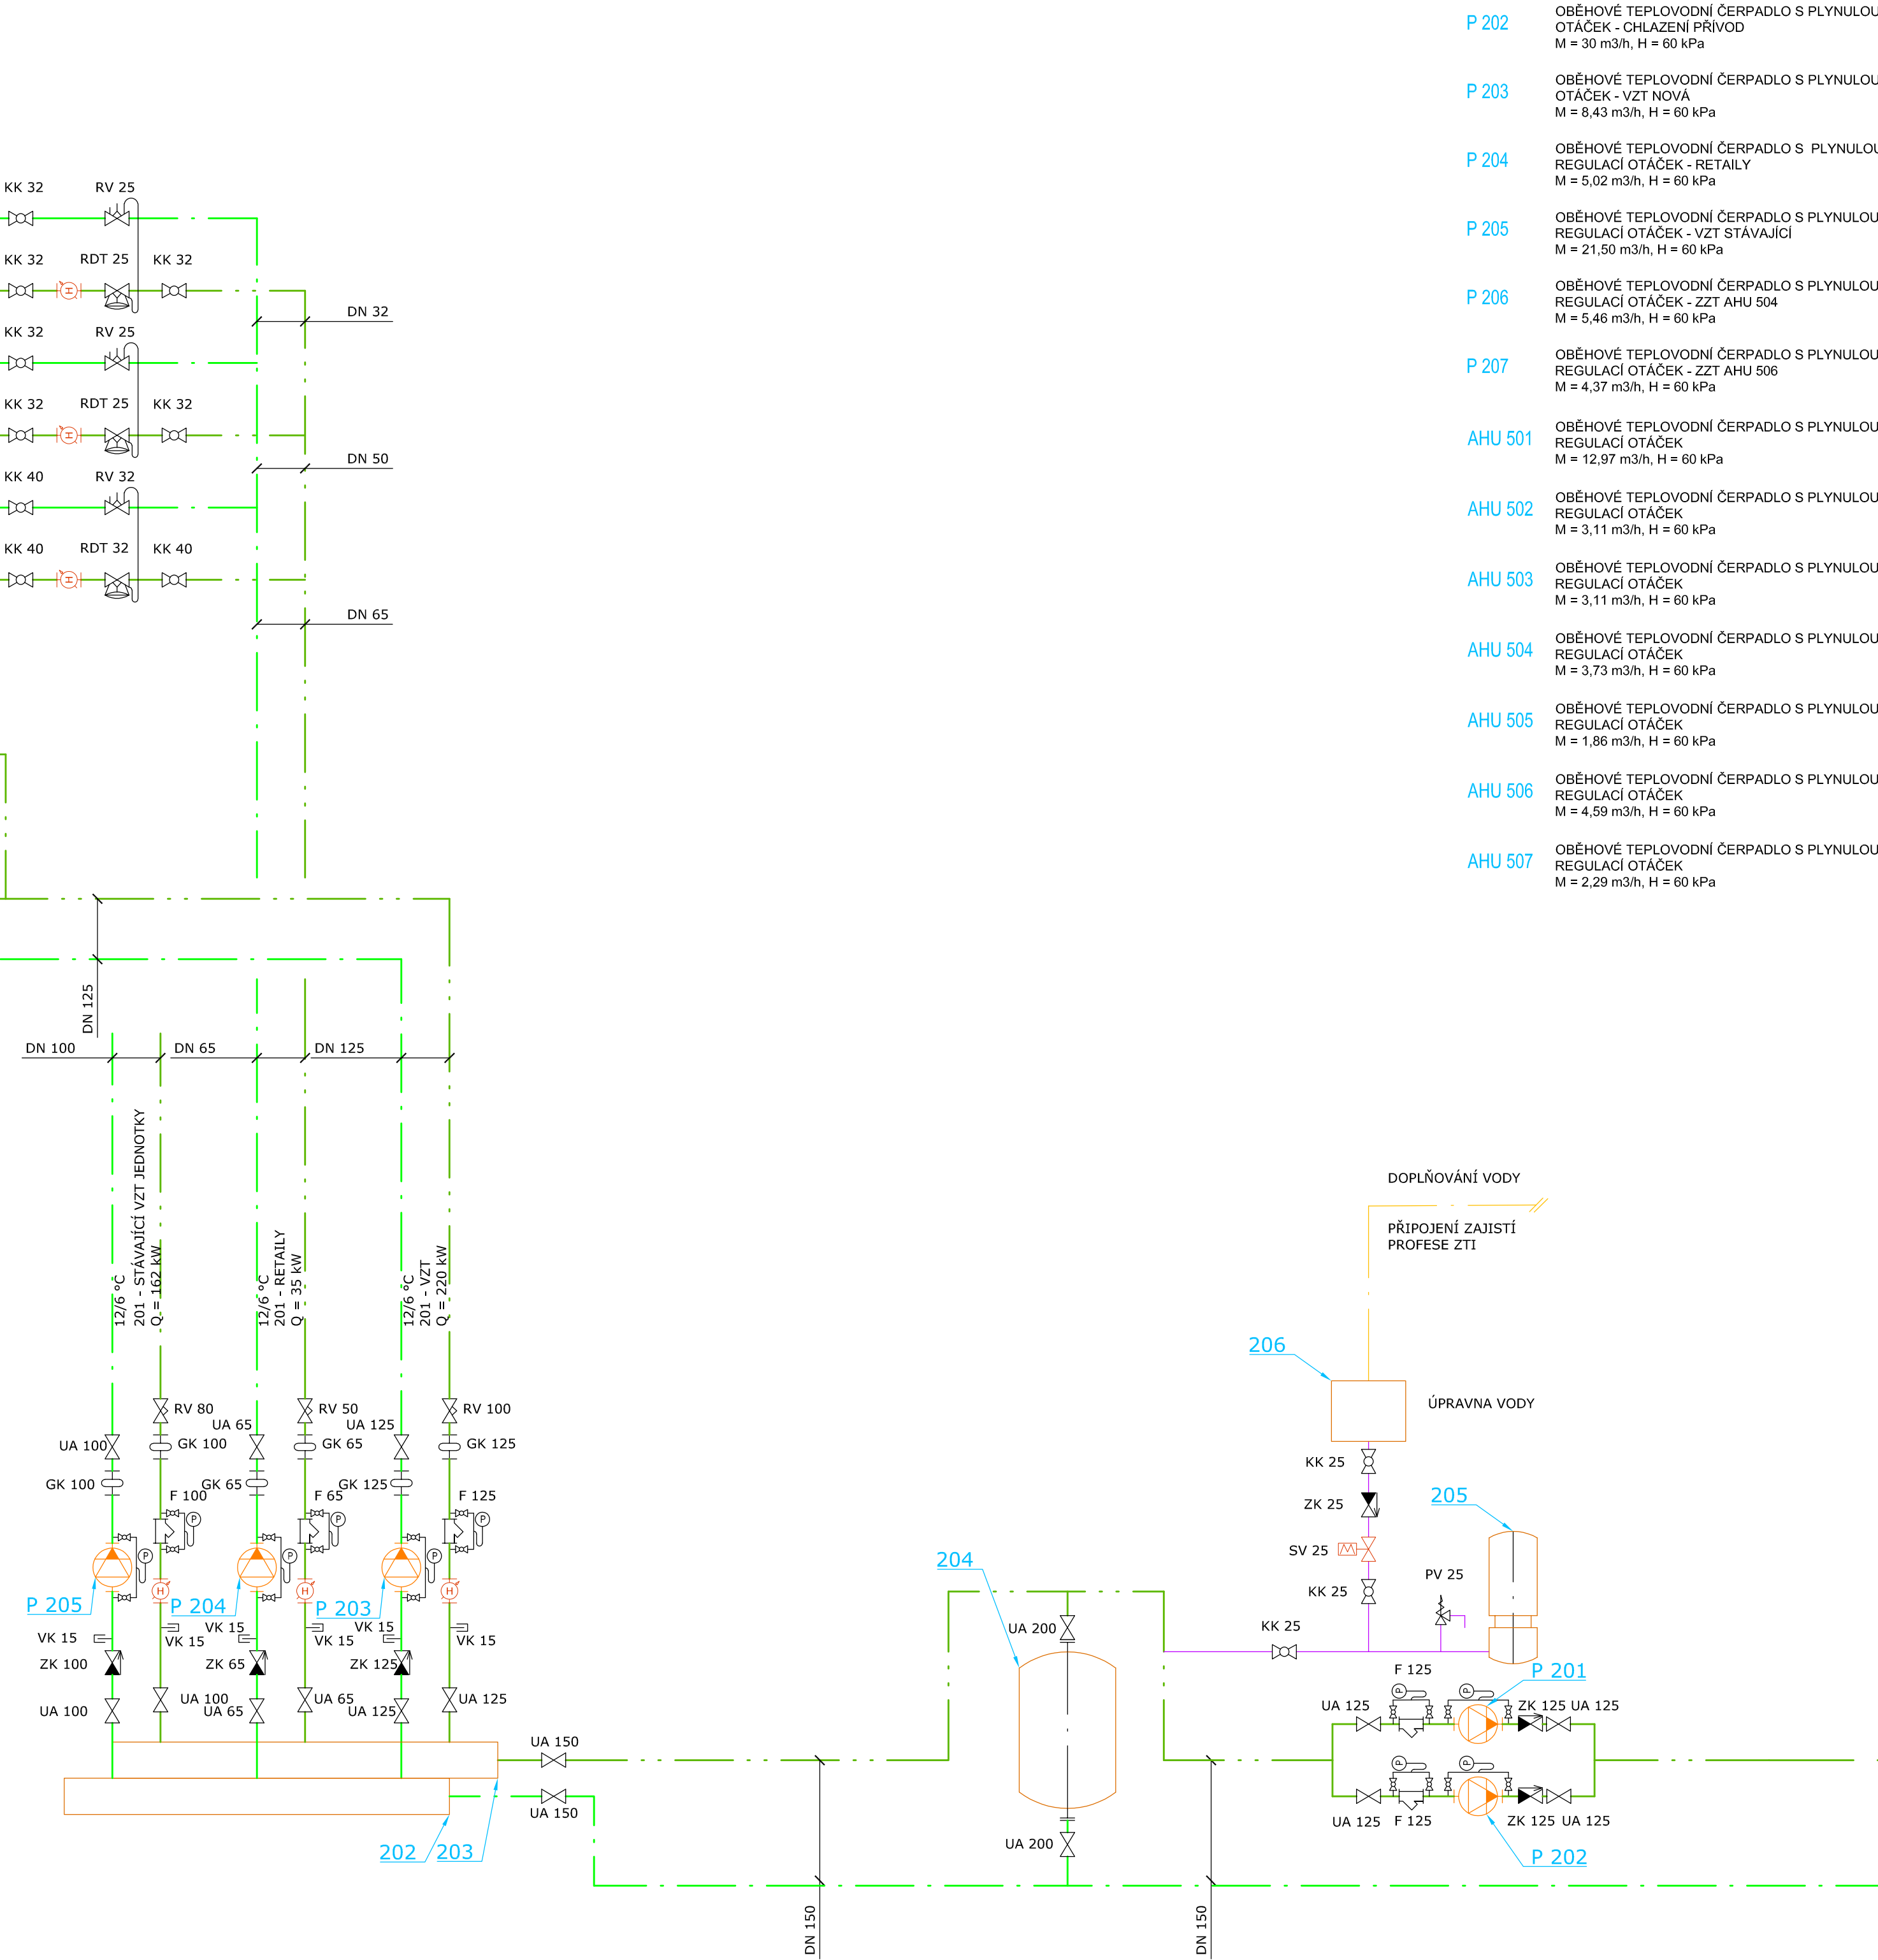 P 202
OBĚHOVÉ TEPLOVODNÍ ČERPADLO S PLYNULOU
OTÁČEK - CHLAZENÍ PŘÍVOD
M = 30 m3/h, H = 60 kPa
P 203
OBĚHOVÉ TEPLOVODNÍ ČERPADLO S PLYNULOU
OTÁČEK - VZT NOVÁ
M = 8,43 m3/h, H = 60 kPa
P 204
OBĚHOVÉ TEPLOVODNÍ ČERPADLO S PLYNULOU
REGULACÍ OTÁČEK - RETAILY
M = 5,02 m3/h, H = 60 kPa
P 205
OBĚHOVÉ TEPLOVODNÍ ČERPADLO S PLYNULOU
REGULACÍ OTÁČEK - VZT STÁVAJÍCÍ
M = 21,50 m3/h, H = 60 kPa
P 206
OBĚHOVÉ TEPLOVODNÍ ČERPADLO S PLYNULOU
REGULACÍ OTÁČEK - ZZT AHU 504
M = 5,46 m3/h, H = 60 kPa
P 207
OBĚHOVÉ TEPLOVODNÍ ČERPADLO S PLYNULOU
REGULACÍ OTÁČEK - ZZT AHU 506
M = 4,37 m3/h, H = 60 kPa
AHU 501
OBĚHOVÉ TEPLOVODNÍ ČERPADLO S PLYNULOU
REGULACÍ OTÁČEK
M = 12,97 m3/h, H = 60 kPa
AHU 502
OBĚHOVÉ TEPLOVODNÍ ČERPADLO S PLYNULOU
REGULACÍ OTÁČEK
M = 3,11 m3/h, H = 60 kPa
AHU 503
OBĚHOVÉ TEPLOVODNÍ ČERPADLO S PLYNULOU
REGULACÍ OTÁČEK
M = 3,11 m3/h, H = 60 kPa
AHU 504
OBĚHOVÉ TEPLOVODNÍ ČERPADLO S PLYNULOU
REGULACÍ OTÁČEK
M = 3,73 m3/h, H = 60 kPa
AHU 505
OBĚHOVÉ TEPLOVODNÍ ČERPADLO S PLYNULOU
REGULACÍ OTÁČEK
M = 1,86 m3/h, H = 60 kPa
AHU 506
OBĚHOVÉ TEPLOVODNÍ ČERPADLO S PLYNULOU
REGULACÍ OTÁČEK
M = 4,59 m3/h, H = 60 kPa
AHU 507
OBĚHOVÉ TEPLOVODNÍ ČERPADLO S PLYNULOU
REGULACÍ OTÁČEK
M = 2,29 m3/h, H = 60 kPa
KK 32 RV 25
KK 32 RDT 25 KK 32
H
DN 32
KK 32 RV 25
KK 32 RDT 25 KK 32
H
DN 50
KK 40 RV 32
KK 40 RDT 32 KK 40
H
DN 65
DN 125
DN 100 DN 65 DN 125
12/6 °C
201 - STÁVAJÍCÍ VZT JEDNOTKY
Q = 162 kW
12/6 °C
201 - RETAILY
Q = 35 kW
12/6 °C
201 - VZT
Q = 220 kW
RV 80 RV 50 RV 100
UA 100 GK 100 UA 65 GK 65 UA 125 GK 125
GK 100 GK 65 GK 125
F 100 F 65 F 125
P P P
P P P
H H H
P 205 P 204 P 203
VK 15 VK 15 VK 15
VK 15 VK 15 VK 15
ZK 100 ZK 65 ZK 125
UA 100 UA 65 UA 125
UA 100 UA 65 UA 125
UA 150
UA 150
202 203
DN 150
204
UA 200
UA 200
DN 150
DOPLŇOVÁNÍ VODY
PŘIPOJENÍ ZAJISTÍ
PROFESE ZTI
206
ÚPRAVNA VODY
KK 25
ZK 25
205
SV 25
PV 25
KK 25
KK 25
F 125 P 201
P P
UA 125 ZK 125 UA 125
P P
UA 125 F 125 ZK 125 UA 125
P 202